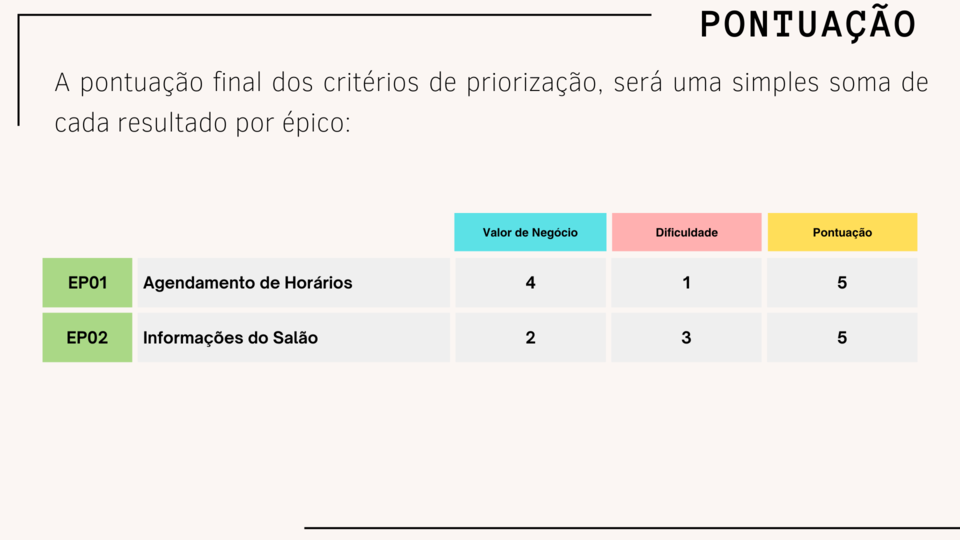 PONTUAÇÃO
A pontuação final dos critérios de priorização, será uma simples soma de
cada resultado por épico:
Valor de Negócio Dificuldade Pontuação
EP01 Agendamento de Horários 4 1 5
EP02 Informações do Salão 2 3 5